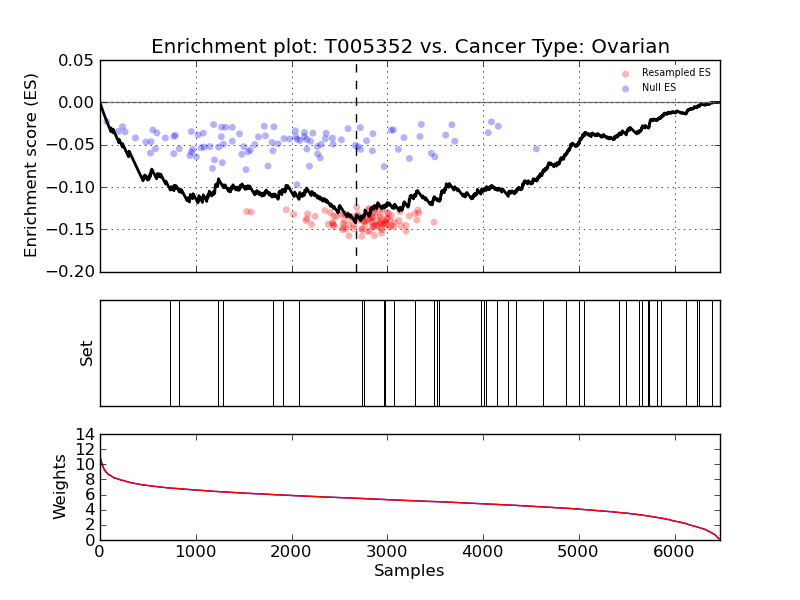 Enrichment plot: T005352 vs. Cancer Type: Ovarian
Enrichment score (ES)
0.05
0.00
−0.05
−0.10
−0.15
−0.20
Resampled ES
Null ES
Set
Weights
14
12
10
8
6
4
2
0
0 1000 2000 3000 4000 5000 6000
Samples